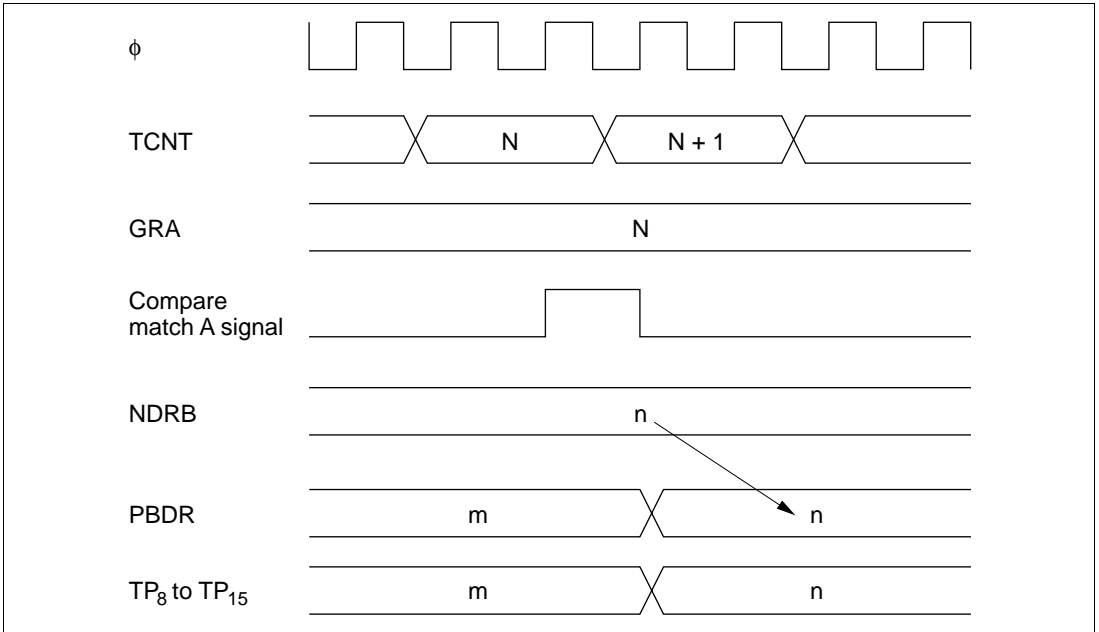 ϕ
TCNT
N
N + 1
GRA
N
Compare
match A signal
NDRB
n
PBDR
m
n
TP8 to TP15
m
n